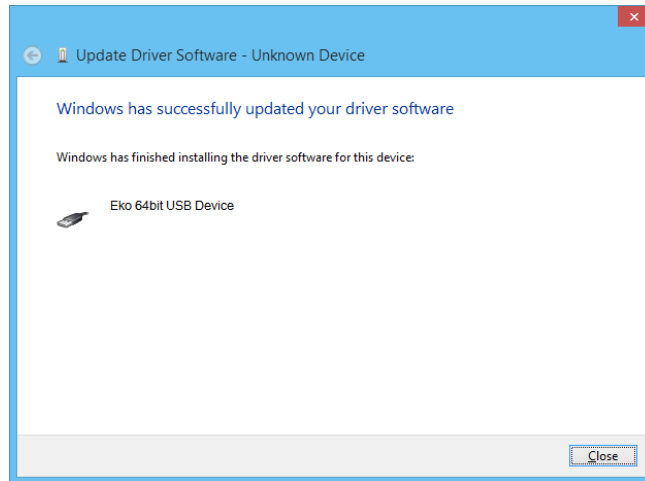 Update Driver Software - Unknown Device
Windows has successfully updated your driver software
Windows has finished installing the driver software for this device:
Eko 64bit USB Device
Close